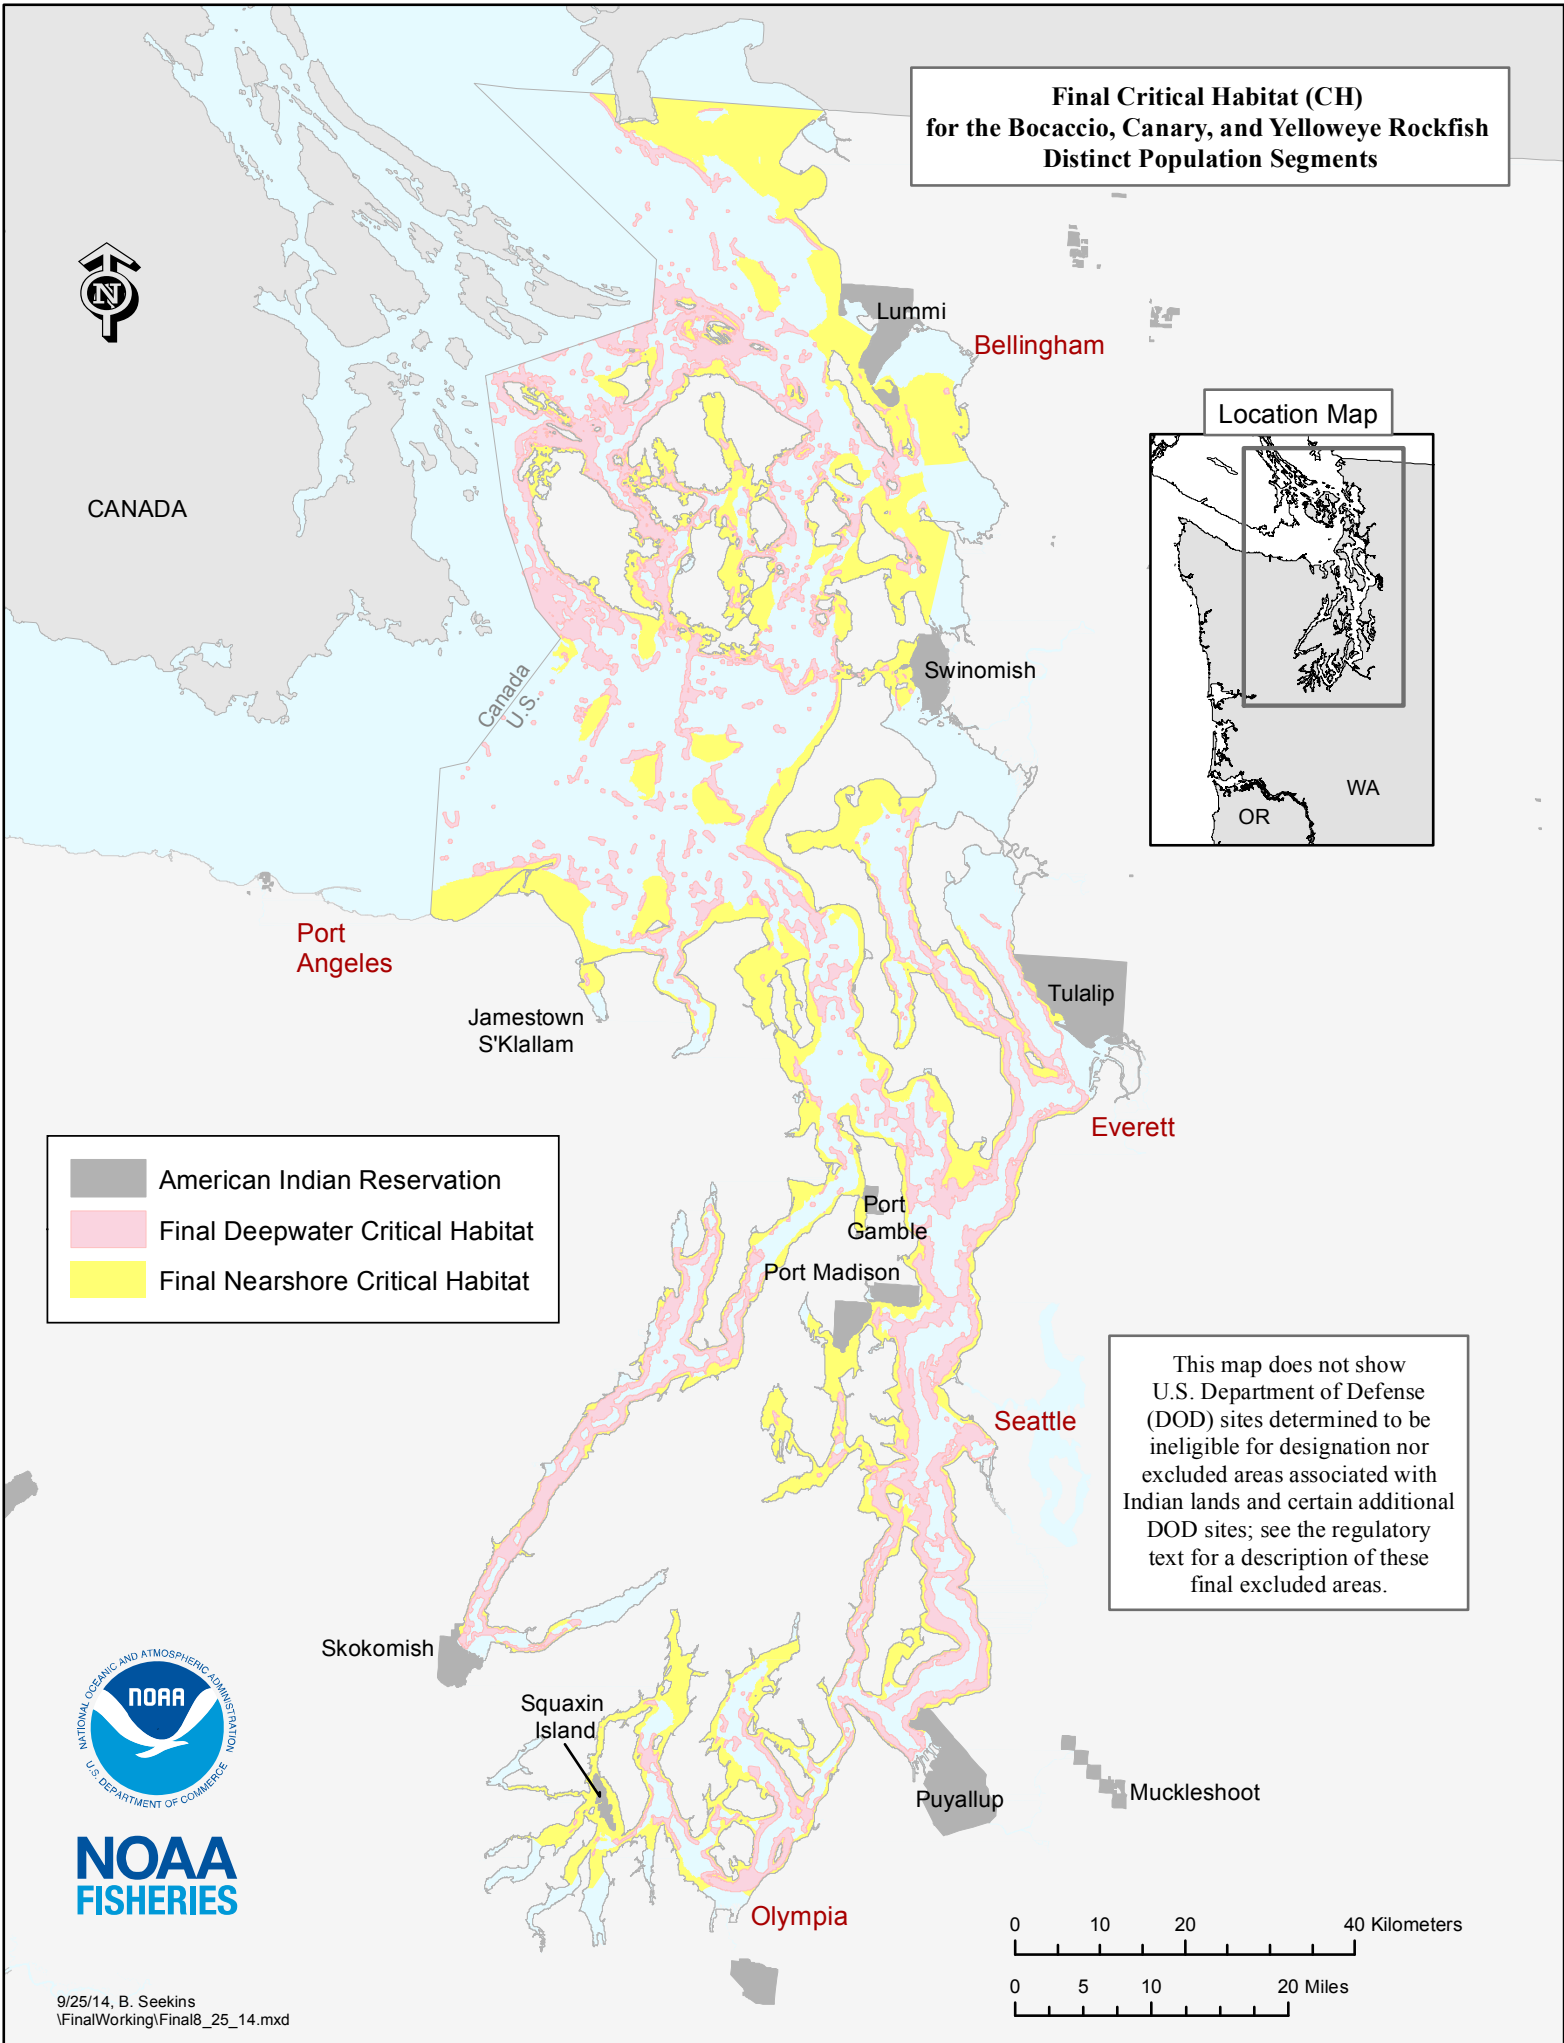 Final Critical Habitat (CH)
for the Bocaccio, Canary, and Yelloweye Rockfish
Distinct Population Segments
N
Lummi
Bellingham
Location Map
CANADA
WA
OR
Swinomish
Canada
U.S.
Port
Angeles
Jamestown
S'Klallam
Tulalip
Everett
American Indian Reservation
Final Deepwater Critical Habitat
Final Nearshore Critical Habitat
Port
Gamble
Port Madison
Seattle
This map does not show
U.S. Department of Defense
(DOD) sites determined to be
ineligible for designation nor
excluded areas associated with
Indian lands and certain additional
DOD sites; see the regulatory
text for a description of these
final excluded areas.
Skokomish
Squaxin
Island
Puyallup
Muckleshoot
Olympia
NATIONAL OCEANIC AND ATMOSPHERIC ADMINISTRATION
NOAA
U.S. DEPARTMENT OF COMMERCE
NOAA
FISHERIES
0 10 20 40 Kilometers
0 5 10 20 Miles
9/25/14, B. Seekins
\FinalWorking\Final8_25_14.mxd